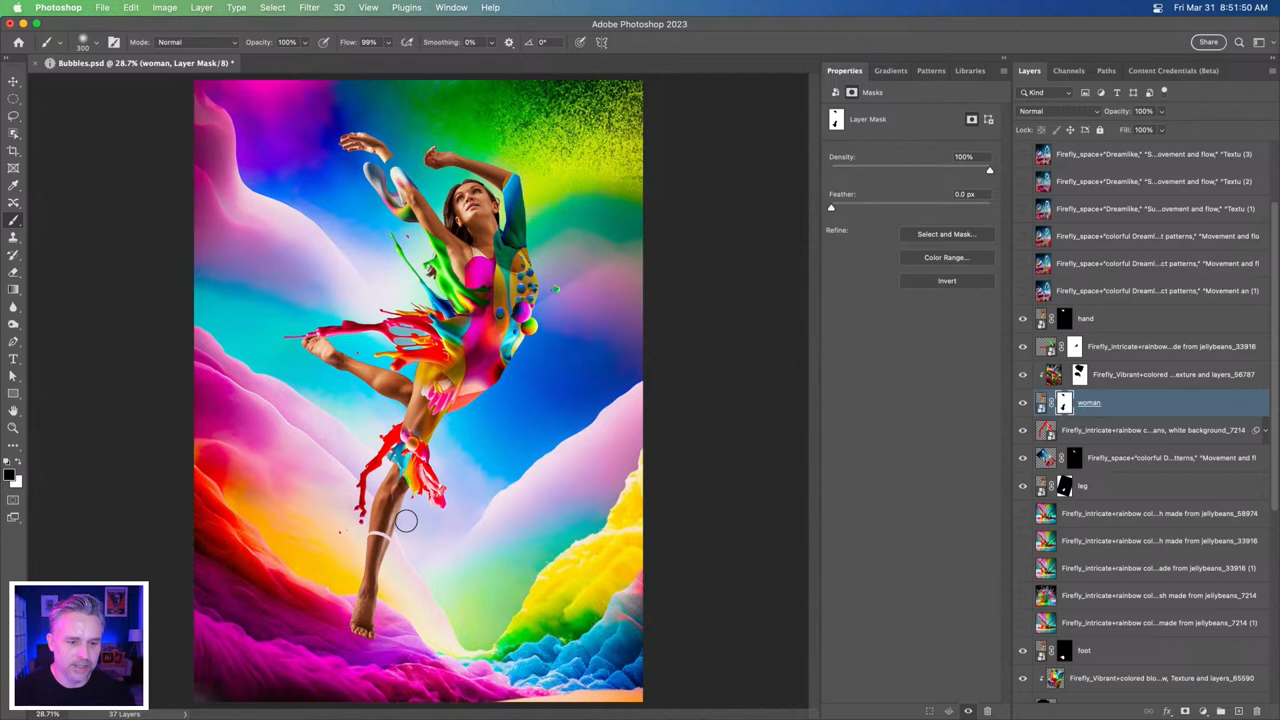 Photoshop File Edit Image Layer Type Select Filter 3D View Plugins Window Help Fri Mar 31 8:51:50 AM
Adobe Photoshop 2023
300 Mode: Normal Opacity: 100% Flow: 99% Smoothing: 0% 0° Share
Bubbles.psd @ 28.7% (woman, Layer Mask/8) *
Properties Gradients Patterns Libraries
Masks
Layer Mask
Density: 100%
Feather: 0.0 px
Refine: Select and Mask...
Color Range...
Invert
Layers Channels Paths Content Credentials (Beta)
Kind
Normal Opacity: 100%
Lock: Fill: 100%
Firefly_space+"Dreamlike," "S...ovement and flow," "Textu (3)
Firefly_space+"Dreamlike," "S...ovement and flow," "Textu (2)
Firefly_space+"Dreamlike," "Su...ovement and flow," "Textu (1)
Firefly_space+"colorful Dreaml...ct patterns," "Movement and flo
Firefly_space+"colorful Dreaml...ct patterns," "Movement and fl
Firefly_space+"colorful Dreaml...ct patterns," "Movement an (1)
hand
Firefly_intricate+rainbow...de from jellybeans_33916
Firefly_Vibrant+colored ...exture and layers_56787
woman
Firefly_intricate+rainbow c...ans, white background_7214
Firefly_space+"colorful D...tterns," "Movement and fl
leg
Firefly_intricate+rainbow col...h made from jellybeans_58974
Firefly_intricate+rainbow col...h made from jellybeans_33916
Firefly_intricate+rainbow col...ade from jellybeans_33916 (1)
Firefly_intricate+rainbow col...sh made from jellybeans_7214
Firefly_intricate+rainbow col...made from jellybeans_7214 (1)
foot
Firefly_Vibrant+colored blo...w, Texture and layers_65590
28.71% 37 Layers